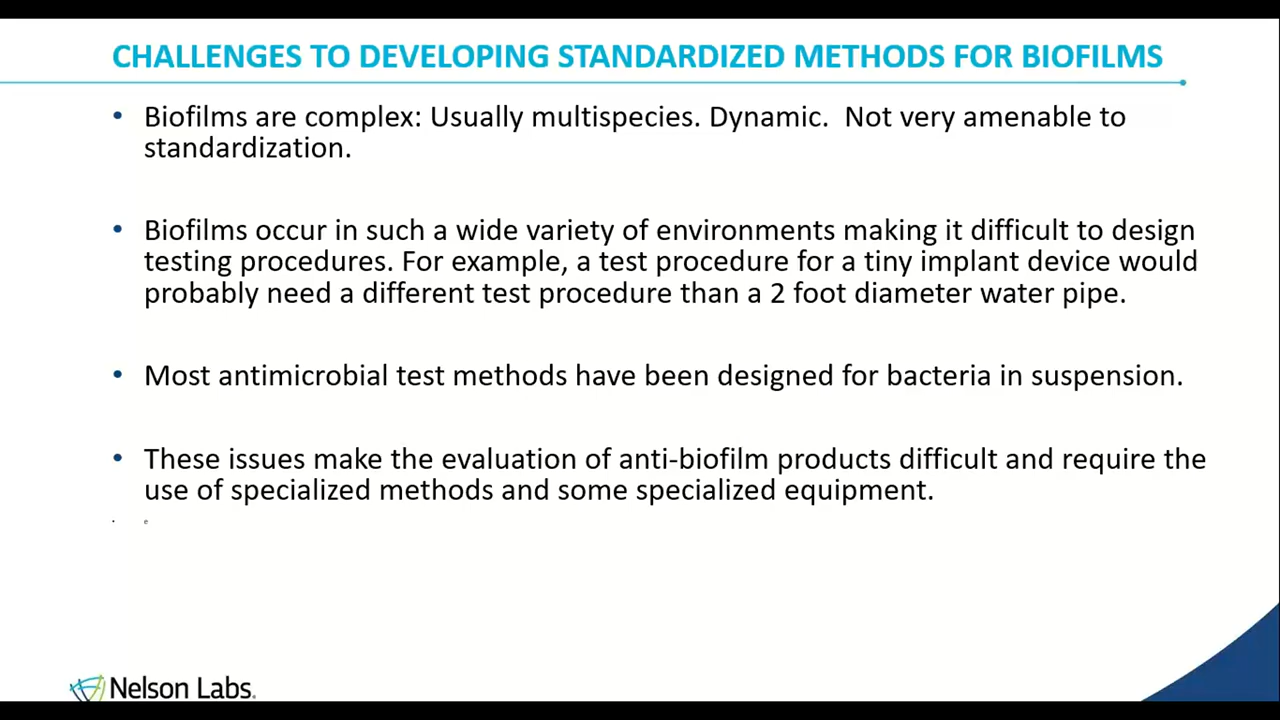 CHALLENGES TO DEVELOPING STANDARDIZED METHODS FOR BIOFILMS
• Biofilms are complex: Usually multispecies. Dynamic.  Not very amenable to
standardization.
• Biofilms occur in such a wide variety of environments making it difficult to design
testing procedures. For example, a test procedure for a tiny implant device would
probably need a different test procedure than a 2 foot diameter water pipe.
• Most antimicrobial test methods have been designed for bacteria in suspension.
• These issues make the evaluation of anti-biofilm products difficult and require the
use of specialized methods and some specialized equipment.
• e
Nelson Labs.